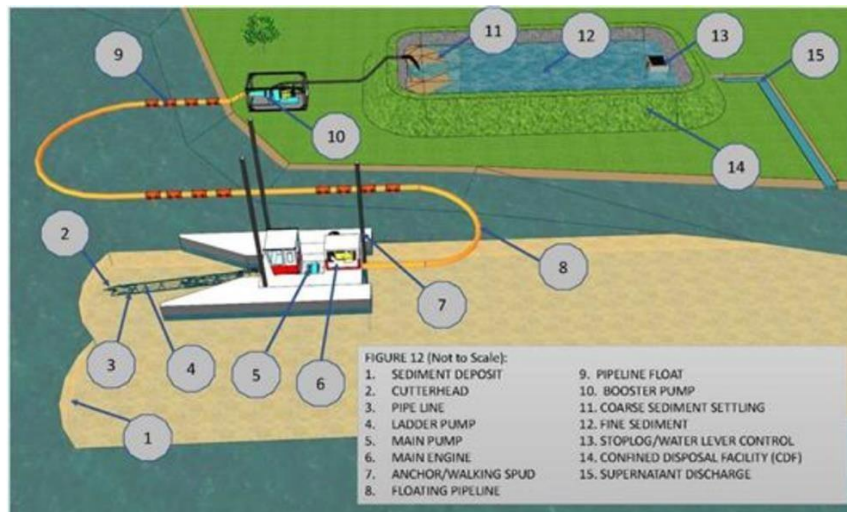 11
12
13
15
9
10
14
2
8
7
3
4
5
6
1
FIGURE 12 (Not to Scale):
1. SEDIMENT DEPOSIT
2. CUTTERHEAD
3. PIPE LINE
4. LADDER PUMP
5. MAIN PUMP
6. MAIN ENGINE
7. ANCHOR/WALKING SPUD
8. FLOATING PIPELINE
9. PIPELINE FLOAT
10. BOOSTER PUMP
11. COARSE SEDIMENT SETTLING
12. FINE SEDIMENT
13. STOPLOG/WATER LEVER CONTROL
14. CONFINED DISPOSAL FACILITY (CDF)
15. SUPERNATANT DISCHARGE